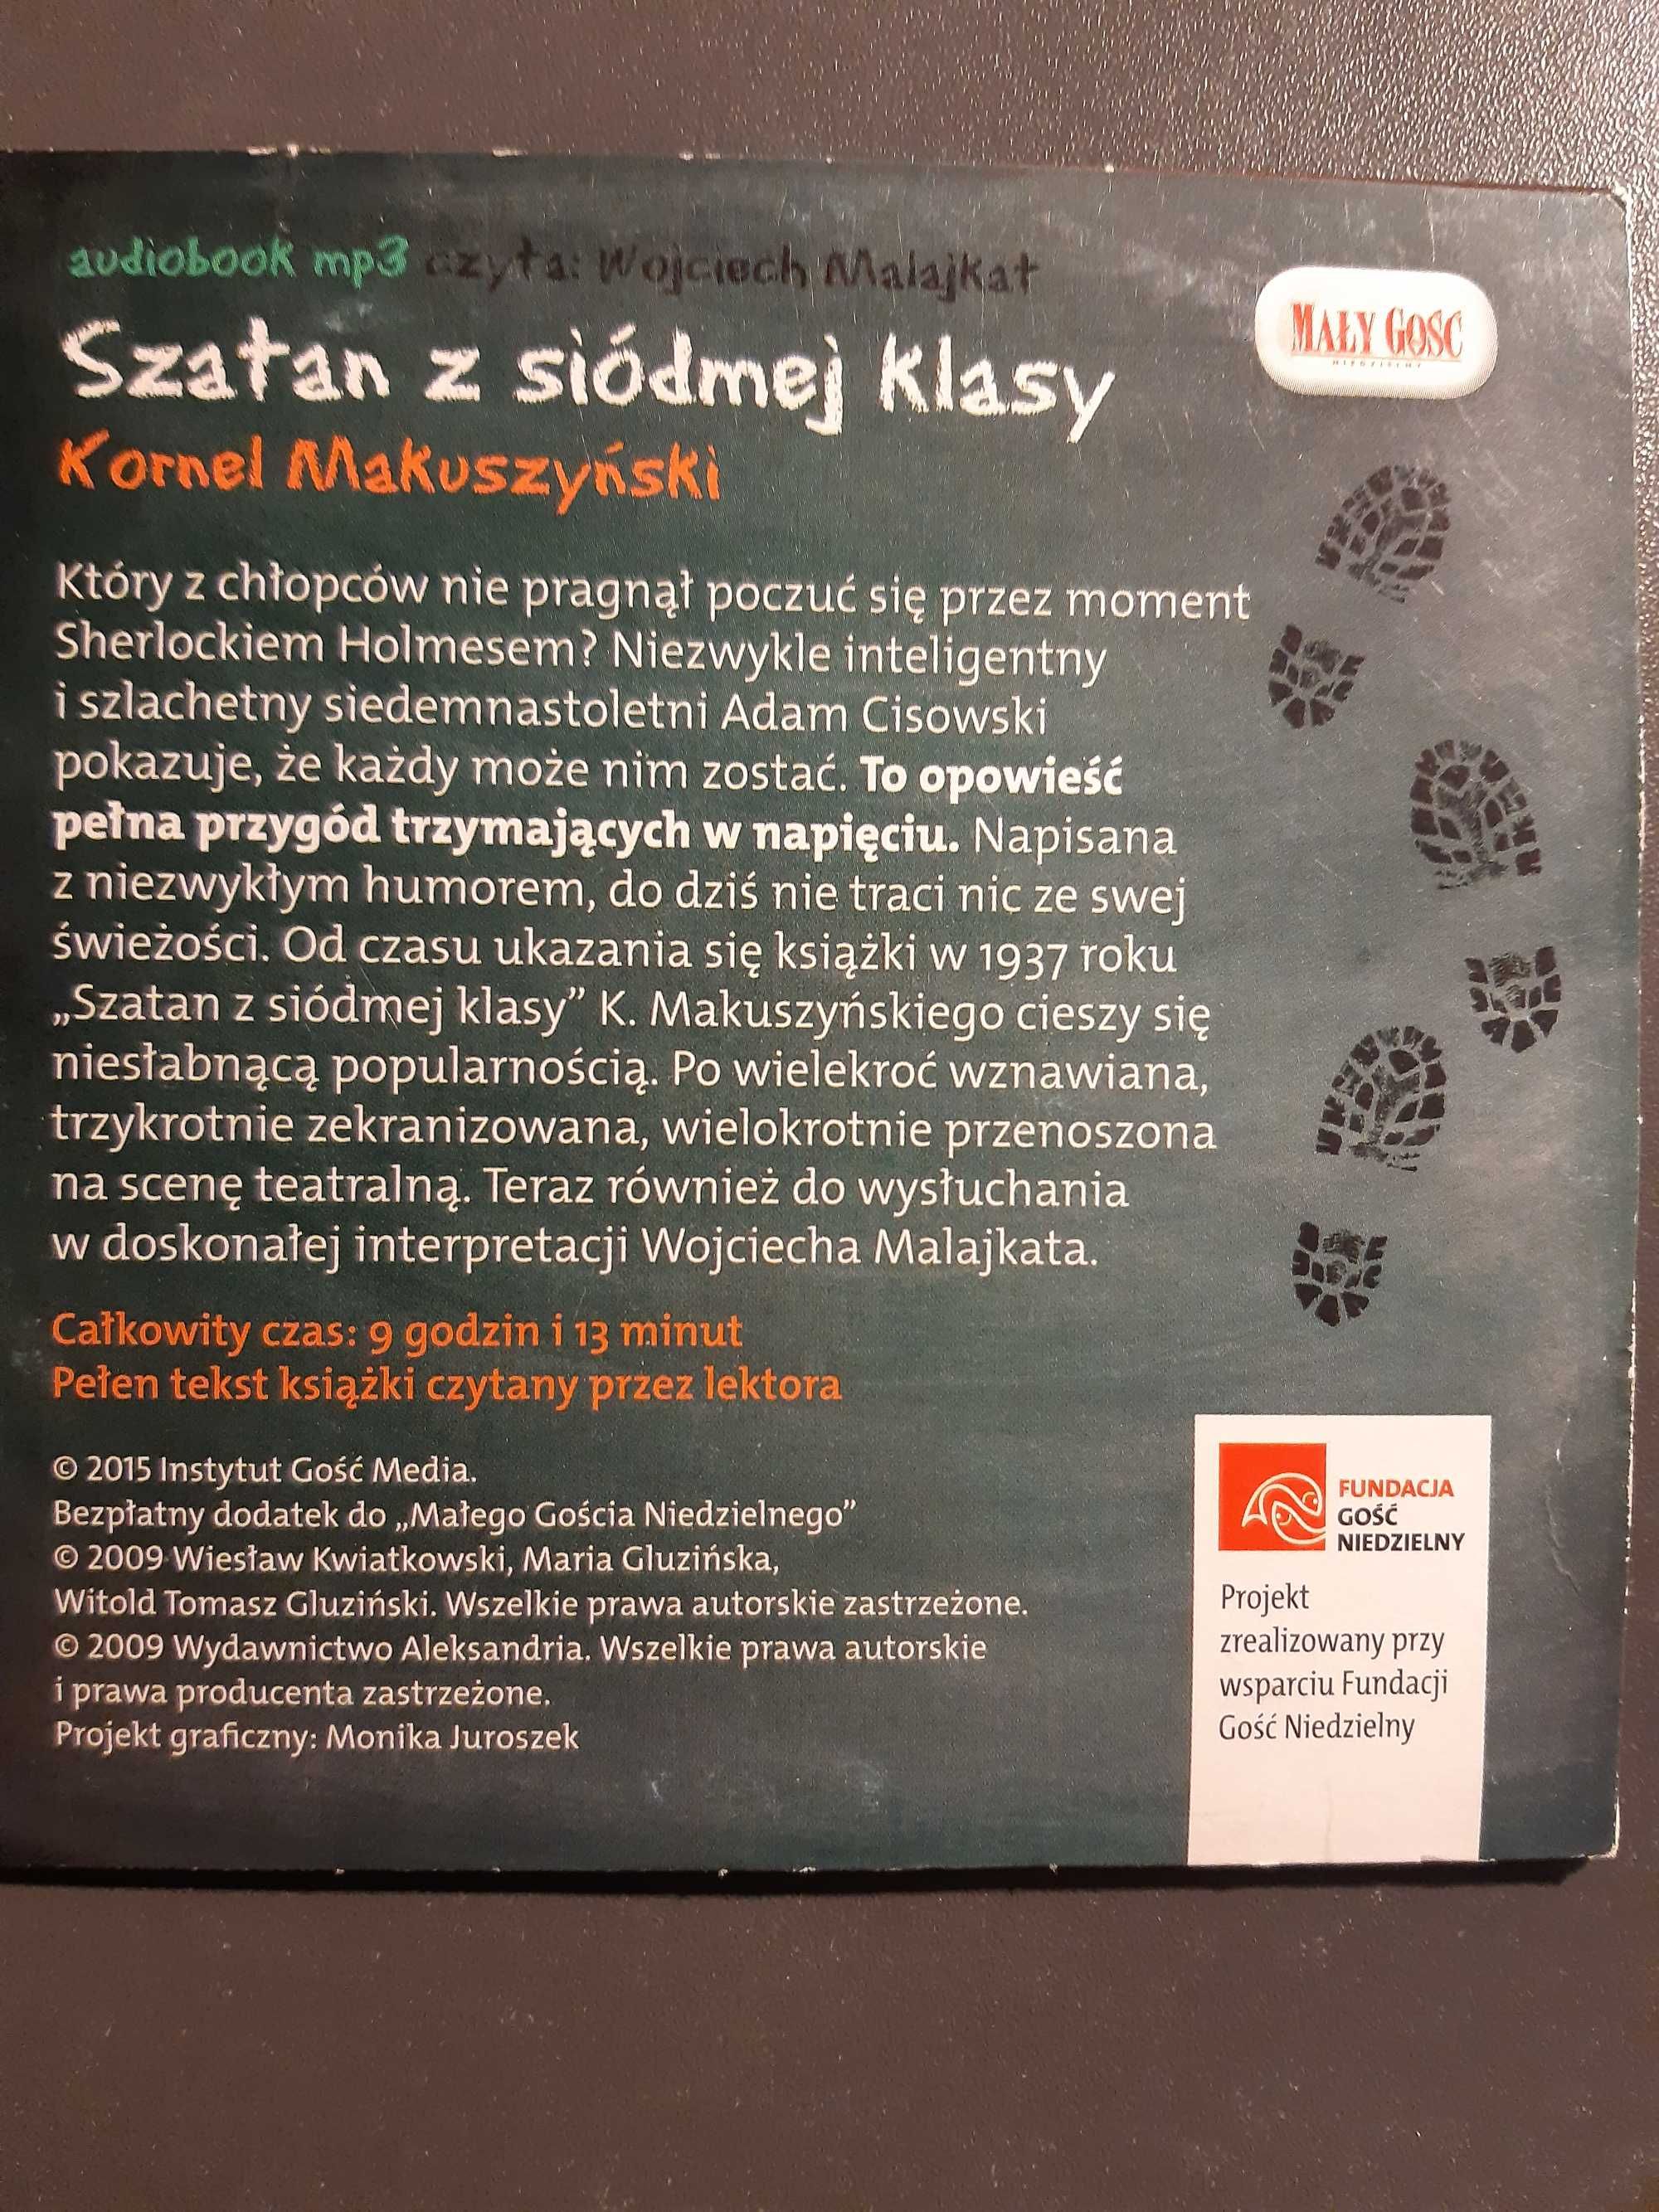 audiobook mp3 czyta: Wojciech Malajkat
Szatan z siódmej klasy
Kornel Makuszyński
MAŁY GOŚĆ
NIEDZIELNY
Który z chłopców nie pragnął poczuć się przez moment
Sherlockiem Holmesem? Niezwykle inteligentny
i szlachetny siedemnastoletni Adam Cisowski
pokazuje, że każdy może nim zostać. To opowieść
pełna przygód trzymających w napięciu. Napisana
z niezwykłym humorem, do dziś nie traci nic ze swej
świeżości. Od czasu ukazania się książki w 1937 roku
„Szatan z siódmej klasy” K. Makuszyńskiego cieszy się
niesłabnącą popularnością. Po wielekroć wznawiana,
trzykrotnie zekranizowana, wielokrotnie przenoszona
na scenę teatralną. Teraz również do wysłuchania
w doskonałej interpretacji Wojciecha Malajkata.
Całkowity czas: 9 godzin i 13 minut
Pełen tekst książki czytany przez lektora
© 2015 Instytut Gość Media.
Bezpłatny dodatek do „Małego Gościa Niedzielnego”
© 2009 Wiesław Kwiatkowski, Maria Gluzińska,
Witold Tomasz Gluziński. Wszelkie prawa autorskie zastrzeżone.
© 2009 Wydawnictwo Aleksandria. Wszelkie prawa autorskie
i prawa producenta zastrzeżone.
Projekt graficzny: Monika Juroszek
FUNDACJA
GOŚĆ
NIEDZIELNY
Projekt
zrealizowany przy
wsparciu Fundacji
Gość Niedzielny